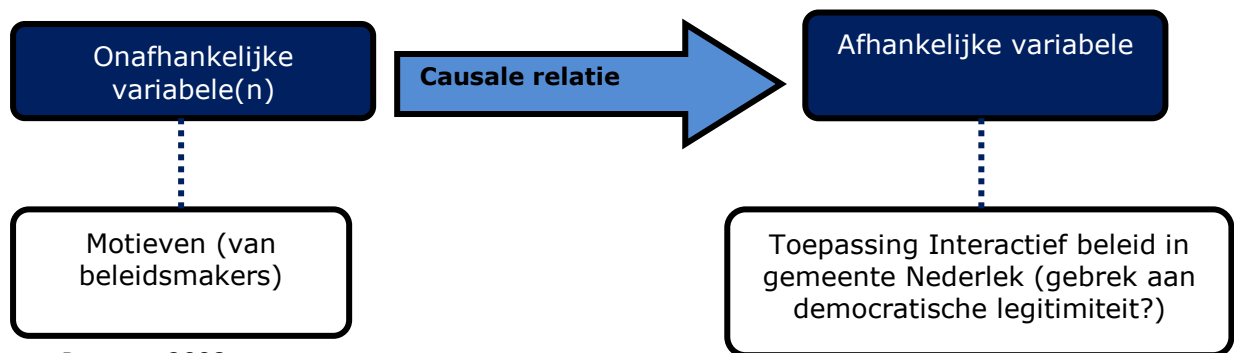 Onafhankelijke
variabele(n)
Causale relatie
Afhankelijke variabele
Motieven (van
beleidsmakers)
Toepassing Interactief beleid in
gemeente Nederlek (gebrek aan
democratische legitimiteit?)